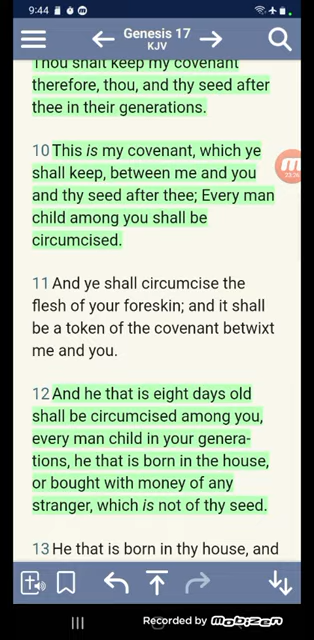 9:44
Genesis 17
KJV
Thou shalt keep my covenant
therefore, thou, and thy seed after
thee in their generations.
10 This is my covenant, which ye
shall keep, between me and you
and thy seed after thee; Every man
child among you shall be
circumcised.
11 And ye shall circumcise the
flesh of your foreskin; and it shall
be a token of the covenant betwixt
me and you.
12 And he that is eight days old
shall be circumcised among you,
every man child in your genera-
tions, he that is born in the house,
or bought with money of any
stranger, which is not of thy seed.
13 He that is born in thy house, and
Recorded by Mobizen